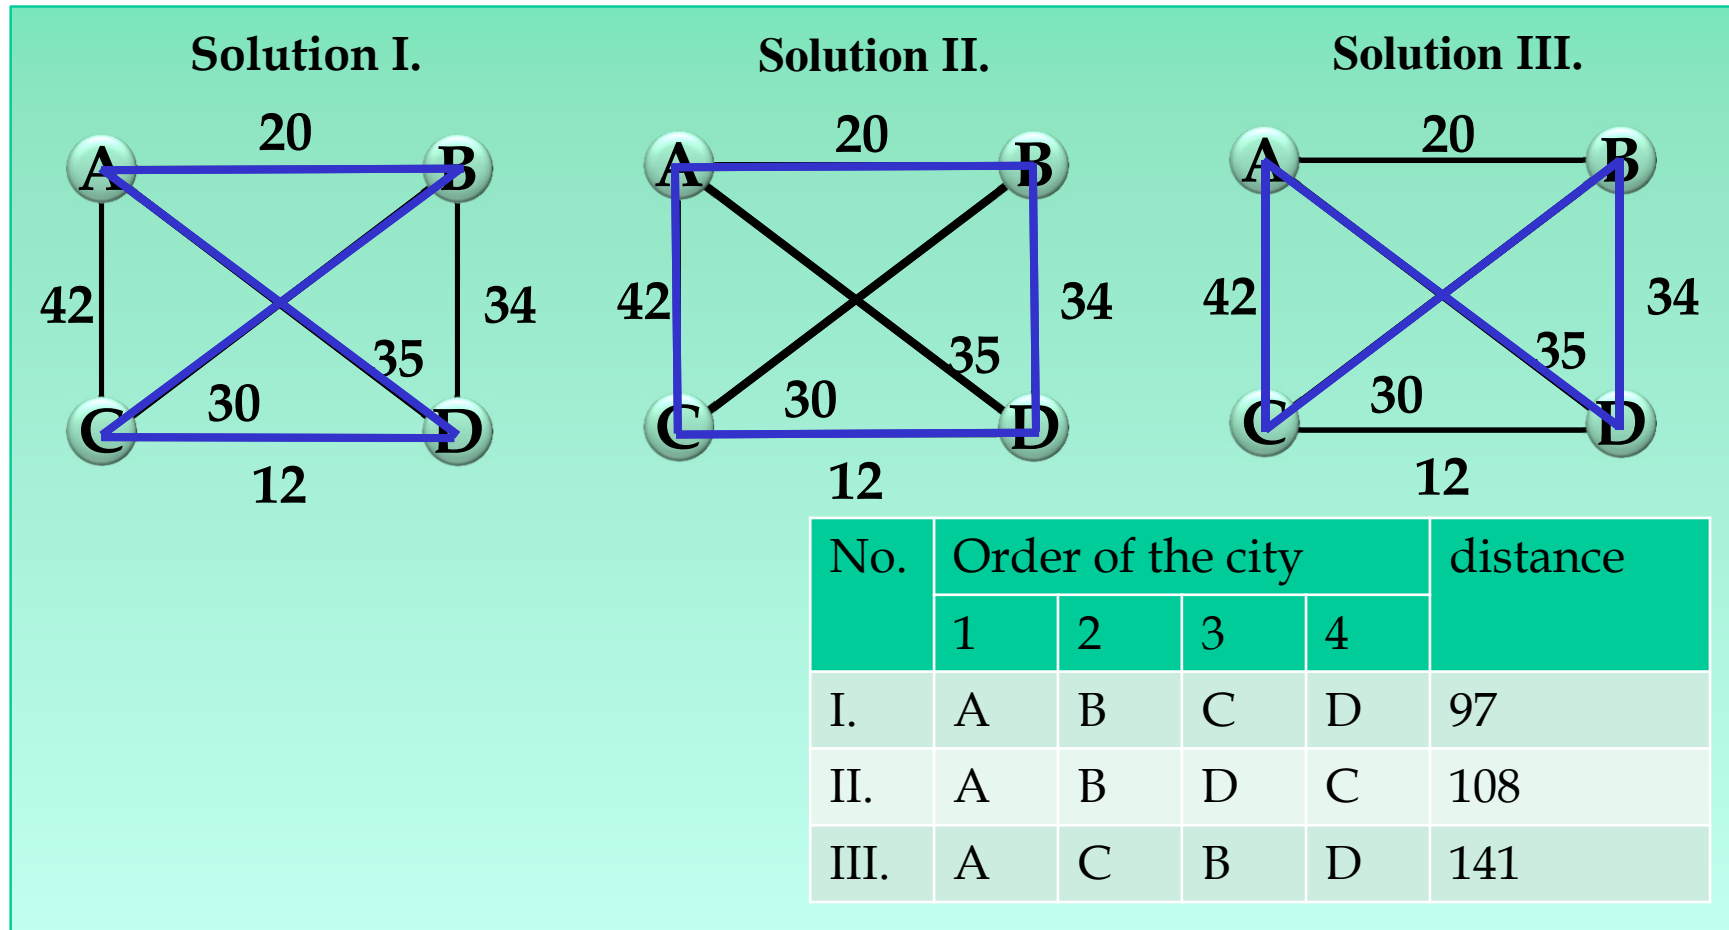 Solution I.
20
A B
42 34
35
30
C D
12
Solution II.
20
A B
42 34
35
30
C D
12
Solution III.
20
A B
42 34
35
30
C D
12
No. Order of the city distance
1 2 3 4
I. A B C D 97
II. A B D C 108
III. A C B D 141